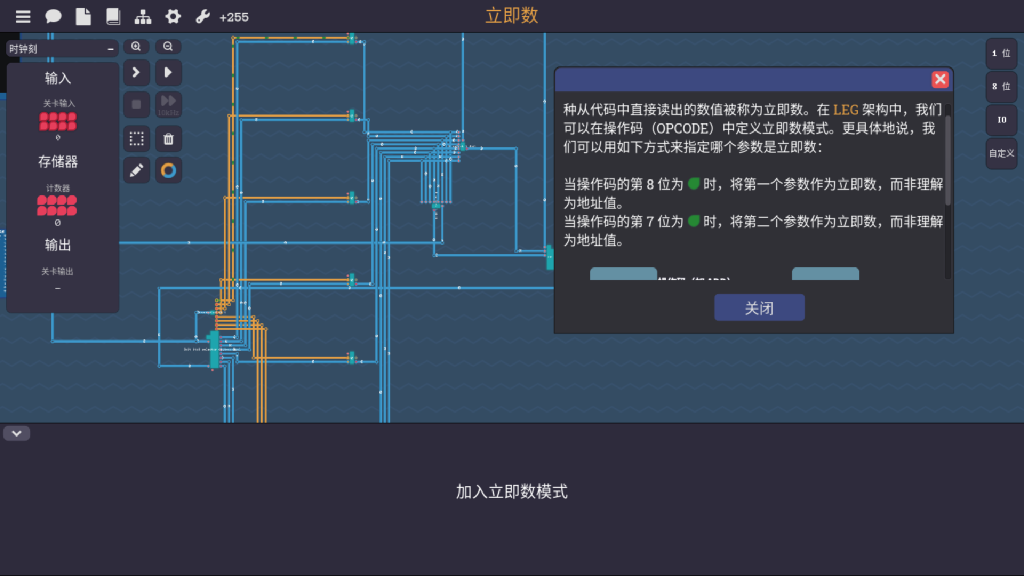 +255
立即数
时钟刻
输入
关卡输入
0
存储器
计数器
0
输出
关卡输出
1 位
8 位
IO
自定义
种从代码中直接读出的数值被称为立即数。在 LEG 架构中，我们
可以在操作码（OPCODE）中定义立即数模式。更具体地说，我
们可以用如下方式来指定哪个参数是立即数：
当操作码的第 8 位为 时，将第一个参数作为立即数，而非理解
为地址值。
当操作码的第 7 位为 时，将第二个参数作为立即数，而非理解
为地址值。
关闭
加入立即数模式